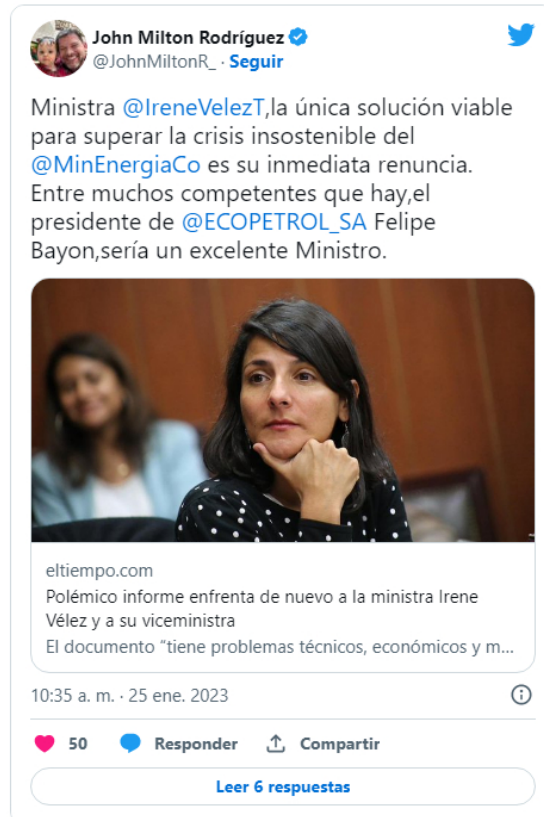 John Milton Rodríguez
@JohnMiltonR_ · Seguir
Ministra @IreneVelezT,la única solución viable
para superar la crisis insostenible del
@MinEnergiaCo es su inmediata renuncia.
Entre muchos competentes que hay,el
presidente de @ECOPETROL_SA Felipe
Bayon,sería un excelente Ministro.
eltiempo.com
Polémico informe enfrenta de nuevo a la ministra Irene
Vélez y a su viceministra
El documento “tiene problemas técnicos, económicos y m...
10:35 a. m. · 25 ene. 2023
50 Responder Compartir
Leer 6 respuestas